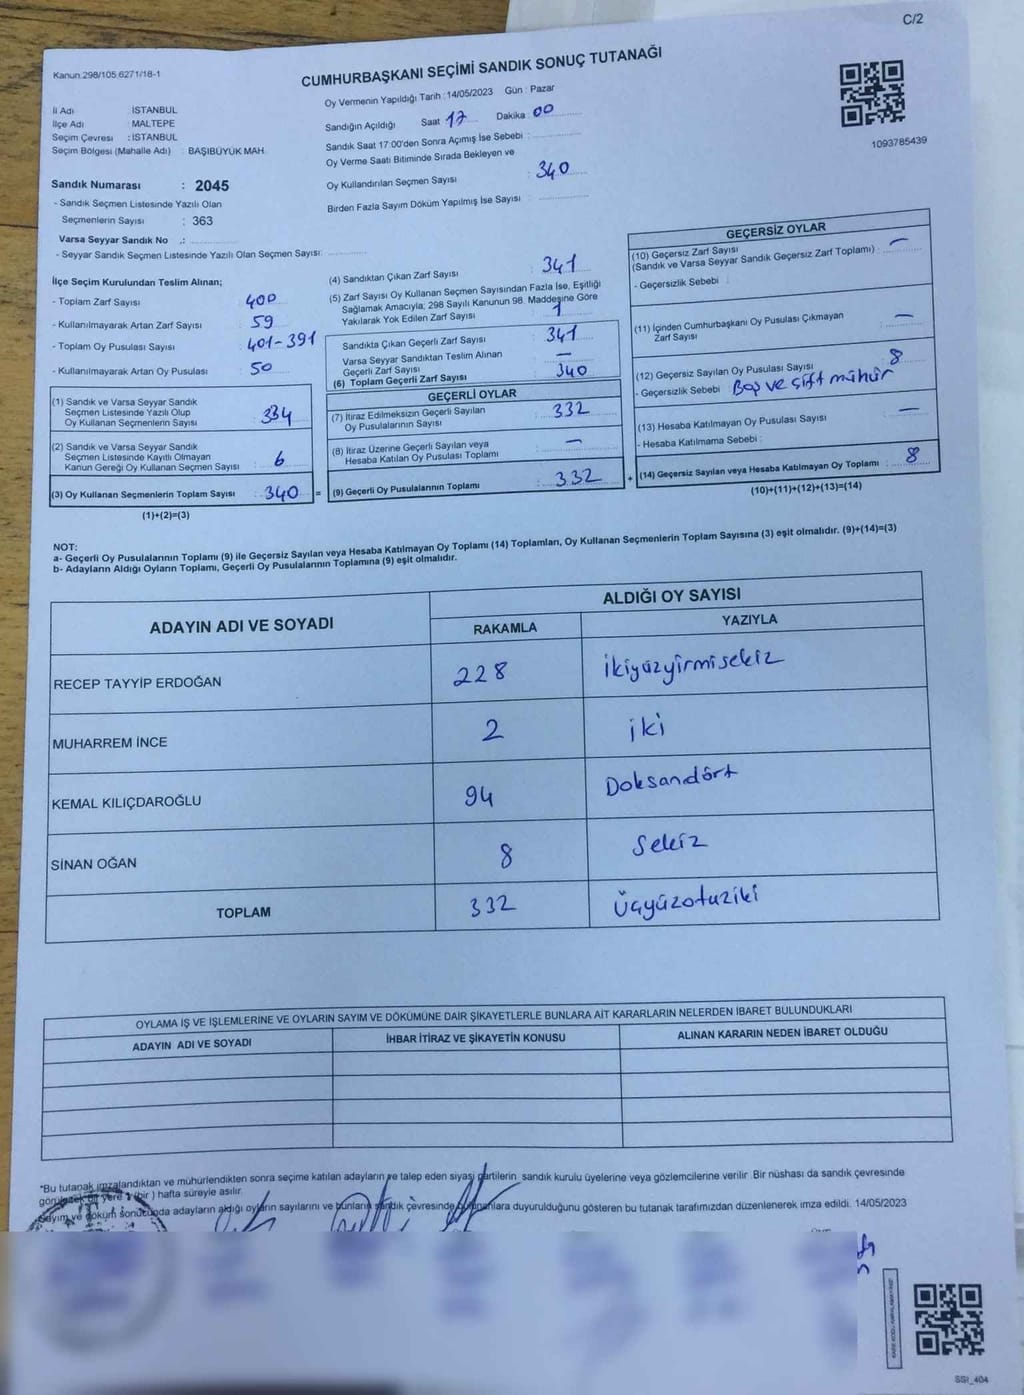 C/2
Kanun:298/105.6271/18-1
CUMHURBAŞKANI SEÇİMİ SANDIK SONUÇ TUTANAĞI
1093785439
İl Adı : İSTANBUL
İlçe Adı : MALTEPE
Seçim Çevresi : İSTANBUL
Seçim Bölgesi (Mahalle Adı) : BAŞIBÜYÜK MAH.
Sandık Numarası : 2045
- Sandık Seçmen Listesinde Yazılı Olan
Seçmenlerin Sayısı : 363
Varsa Seyyar Sandık No .:
- Seyyar Sandık Seçmen Listesinde Yazılı Olan Seçmen Sayısı:
Oy Vermenin Yapıldığı Tarih : 14/05/2023 Gün : Pazar
Sandığın Açıldığı Saat 17 Dakika : 00
Sandık Saat 17:00'den Sonra Açımış İse Sebebi :
Oy Verme Saati Bitiminde Sırada Bekleyen ve
Oy Kullandırılan Seçmen Sayısı : 340
Birden Fazla Sayım Döküm Yapılmış İse Sayısı :
İlçe Seçim Kurulundan Teslim Alınan;
- Toplam Zarf Sayısı : 400
- Kullanılmayarak Artan Zarf Sayısı : 59
- Toplam Oy Pusulası Sayısı : 401-391
- Kullanılmayarak Artan Oy Pusulası : 50
(1) Sandık ve Varsa Seyyar Sandık
Seçmen Listesinde Yazılı Olup
Oy Kullanan Seçmenlerin Sayısı : 334
(2) Sandık ve Varsa Seyyar Sandık
Seçmen Listesinde Kayıtlı Olmayan
Kanun Gereği Oy Kullanan Seçmen Sayısı : 6
(3) Oy Kullanan Seçmenlerin Toplam Sayısı : 340 =
(1)+(2)=(3)
(4) Sandıktan Çıkan Zarf Sayısı : 341
(5) Zarf Sayısı Oy Kullanan Seçmen Sayısından Fazla İse, Eşitliği
Sağlamak Amacıyla; 298 Sayılı Kanunun 98. Maddesine Göre
Yakılarak Yok Edilen Zarf Sayısı : 1
Sandıkta Çıkan Geçerli Zarf Sayısı : 341
Varsa Seyyar Sandıktan Teslim Alınan
Geçerli Zarf Sayısı : —
(6) Toplam Geçerli Zarf Sayısı : 340
GEÇERLİ OYLAR
(7) İtiraz Edilmeksizin Geçerli Sayılan
Oy Pusulalarının Sayısı : 332
(8) İtiraz Üzerine Geçerli Sayılan veya
Hesaba Katılan Oy Pusulası Toplamı : —
(9) Geçerli Oy Pusulalarının Toplamı : 332 +
GEÇERSİZ OYLAR
(10) Geçersiz Zarf Sayısı
(Sandık ve Varsa Seyyar Sandık Geçersiz Zarf Toplamı) : —
- Geçersizlik Sebebi :
(11) İçinden Cumhurbaşkanı Oy Pusulası Çıkmayan
Zarf Sayısı : —
(12) Geçersiz Sayılan Oy Pusulası Sayısı : 8
- Geçersizlik Sebebi : Boş ve çift mühür
(13) Hesaba Katılmayan Oy Pusulası Sayısı : —
- Hesaba Katılmama Sebebi :
(14) Geçersiz Sayılan veya Hesaba Katılmayan Oy Toplamı : 8
(10)+(11)+(12)+(13)=(14)
NOT:
a- Geçerli Oy Pusulalarının Toplamı (9) ile Geçersiz Sayılan veya Hesaba Katılmayan Oy Toplamı (14) Toplamları, Oy Kullanan Seçmenlerin Toplam Sayısına (3) eşit olmalıdır. (9)+(14)=(3)
b- Adayların Aldığı Oyların Toplamı, Geçerli Oy Pusulalarının Toplamına (9) eşit olmalıdır.
ADAYIN ADI VE SOYADI ALDIĞI OY SAYISI
RAKAMLA YAZIYLA
RECEP TAYYİP ERDOĞAN 228 İkiyüzyirmisekiz
MUHARREM İNCE 2 iki
KEMAL KILIÇDAROĞLU 94 Doksandört
SİNAN OĞAN 8 Sekiz
TOPLAM 332 Üçyüzotuziki
OYLAMA İŞ VE İŞLEMLERİNE VE OYLARIN SAYIM VE DÖKÜMÜNE DAİR ŞİKAYETLERLE BUNLARA AİT KARARLARIN NELERDEN İBARET BULUNDUKLARI
ADAYIN ADI VE SOYADI İHBAR İTİRAZ VE ŞİKAYETİN KONUSU ALINAN KARARIN NEDEN İBARET OLDUĞU
"Bu tutanak imzalandıktan ve mühürlendikten sonra seçime katılan adayların ve talep eden siyasi partilerin sandık kurulu üyelerine veya gözlemcilerine verilir. Bir nüshası da sandık çevresinde
görülecek bir yere 1 (bir) hafta süreyle asılır.
Sayım ve döküm sonucunda adayların aldığı oyların sayılarını ve bunların sandık çevresinde bulunanlara duyurulduğunu gösteren bu tutanak tarafımızdan düzenlenerek imza edildi. 14/05/2023
SSI_404